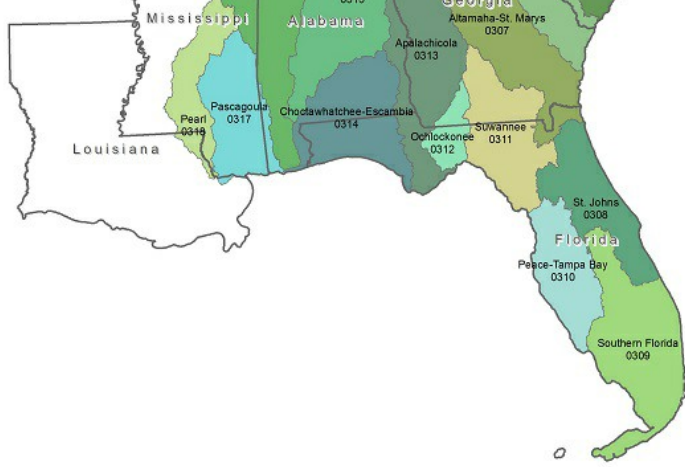 Georgia
Mississippi
Alabama
Altamaha-St. Marys
0307
Apalachicola
0313
Pascagoula
0317
Choctawhatchee-Escambia
0314
Pearl
0318
Louisiana
Ochlockonee
0312
Suwannee
0311
St. Johns
0308
Florida
Peace-Tampa Bay
0310
Southern Florida
0309